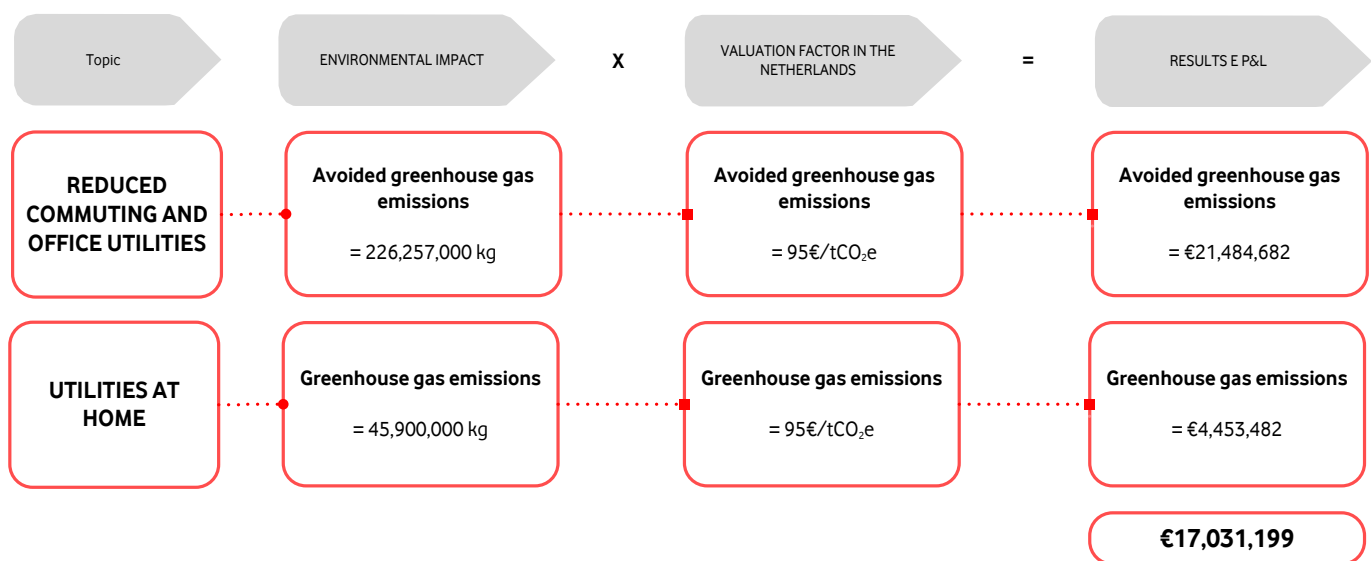 Topic
ENVIRONMENTAL IMPACT
X
VALUATION FACTOR IN THE
NETHERLANDS
=
RESULTS E P&L
REDUCED
COMMUTING AND
OFFICE UTILITIES
Avoided greenhouse gas
emissions
= 226,257,000 kg
Avoided greenhouse gas
emissions
= 95€/tCO₂e
Avoided greenhouse gas
emissions
= €21,484,682
UTILITIES AT
HOME
Greenhouse gas emissions
= 45,900,000 kg
Greenhouse gas emissions
= 95€/tCO₂e
Greenhouse gas emissions
= €4,453,482
€17,031,199